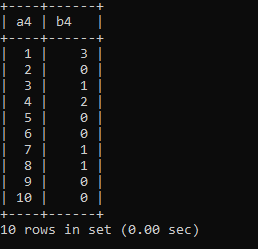 +----+------+
| a4 | b4   |
+----+------+
|  1 |    3 |
|  2 |    0 |
|  3 |    1 |
|  4 |    2 |
|  5 |    0 |
|  6 |    0 |
|  7 |    1 |
|  8 |    1 |
|  9 |    0 |
| 10 |    0 |
+----+------+
10 rows in set (0.00 sec)